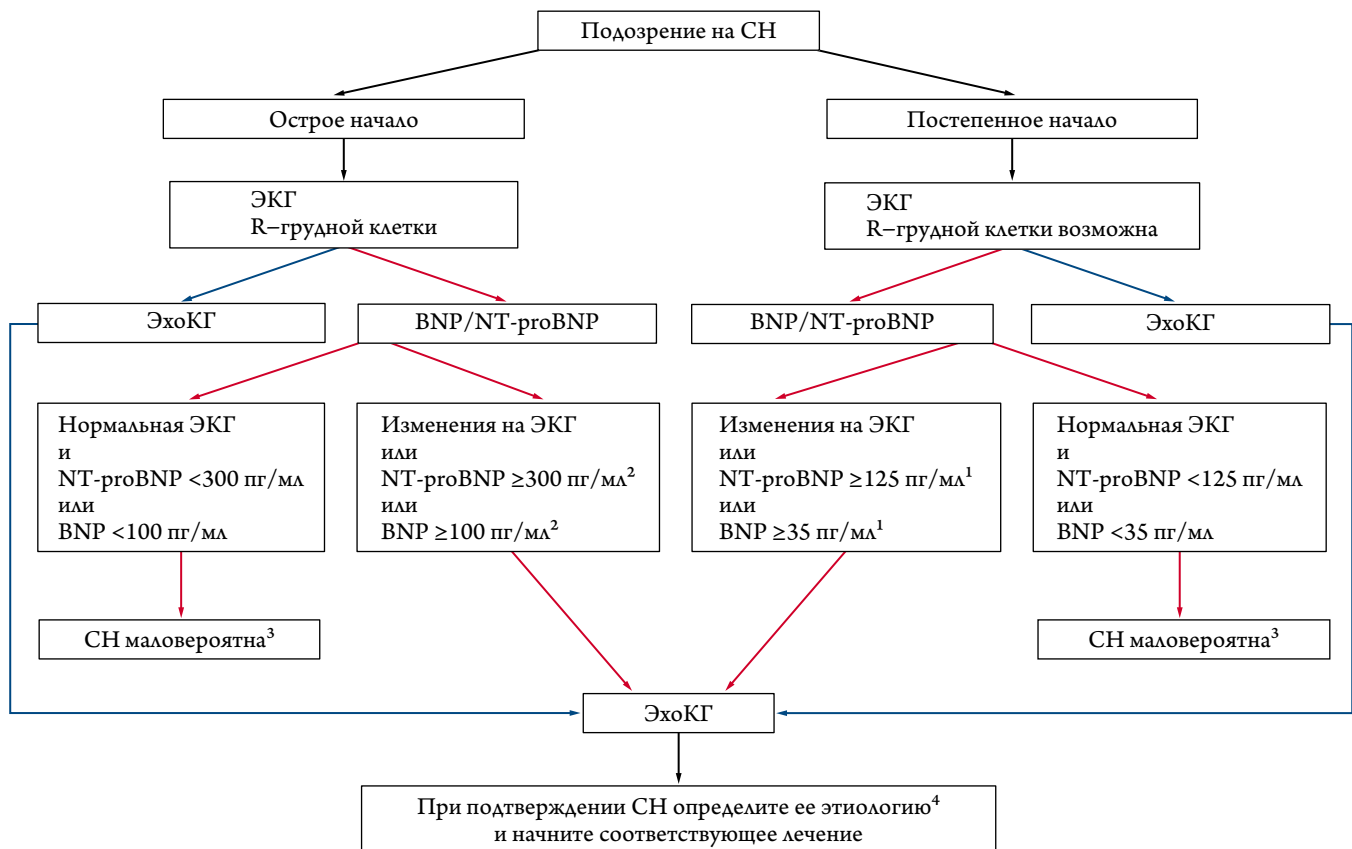 Подозрение на СН
Острое начало
Постепенное начало
ЭКГ
R–грудной клетки
ЭКГ
R–грудной клетки возможна
ЭхоКГ
BNP/NT-proBNP
BNP/NT-proBNP
ЭхоКГ
Нормальная ЭКГ
и
NT-proBNP <300 пг/мл
или
BNP <100 пг/мл
Изменения на ЭКГ
или
NT-proBNP ≥300 пг/мл²
или
BNP ≥100 пг/мл²
Изменения на ЭКГ
или
NT-proBNP ≥125 пг/мл¹
или
BNP ≥35 пг/мл¹
Нормальная ЭКГ
и
NT-proBNP <125 пг/мл
или
BNP <35 пг/мл
СН маловероятна³
СН маловероятна³
ЭхоКГ
При подтверждении СН определите ее этиологию⁴
и начните соответствующее лечение